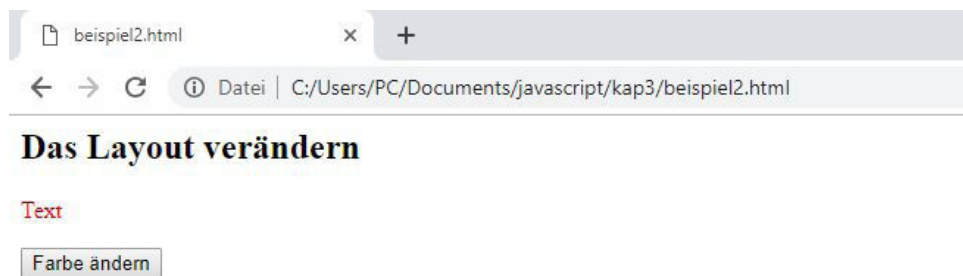 beispiel2.html
Datei | C:/Users/PC/Documents/javascript/kap3/beispiel2.html
Das Layout verändern
Text
Farbe ändern